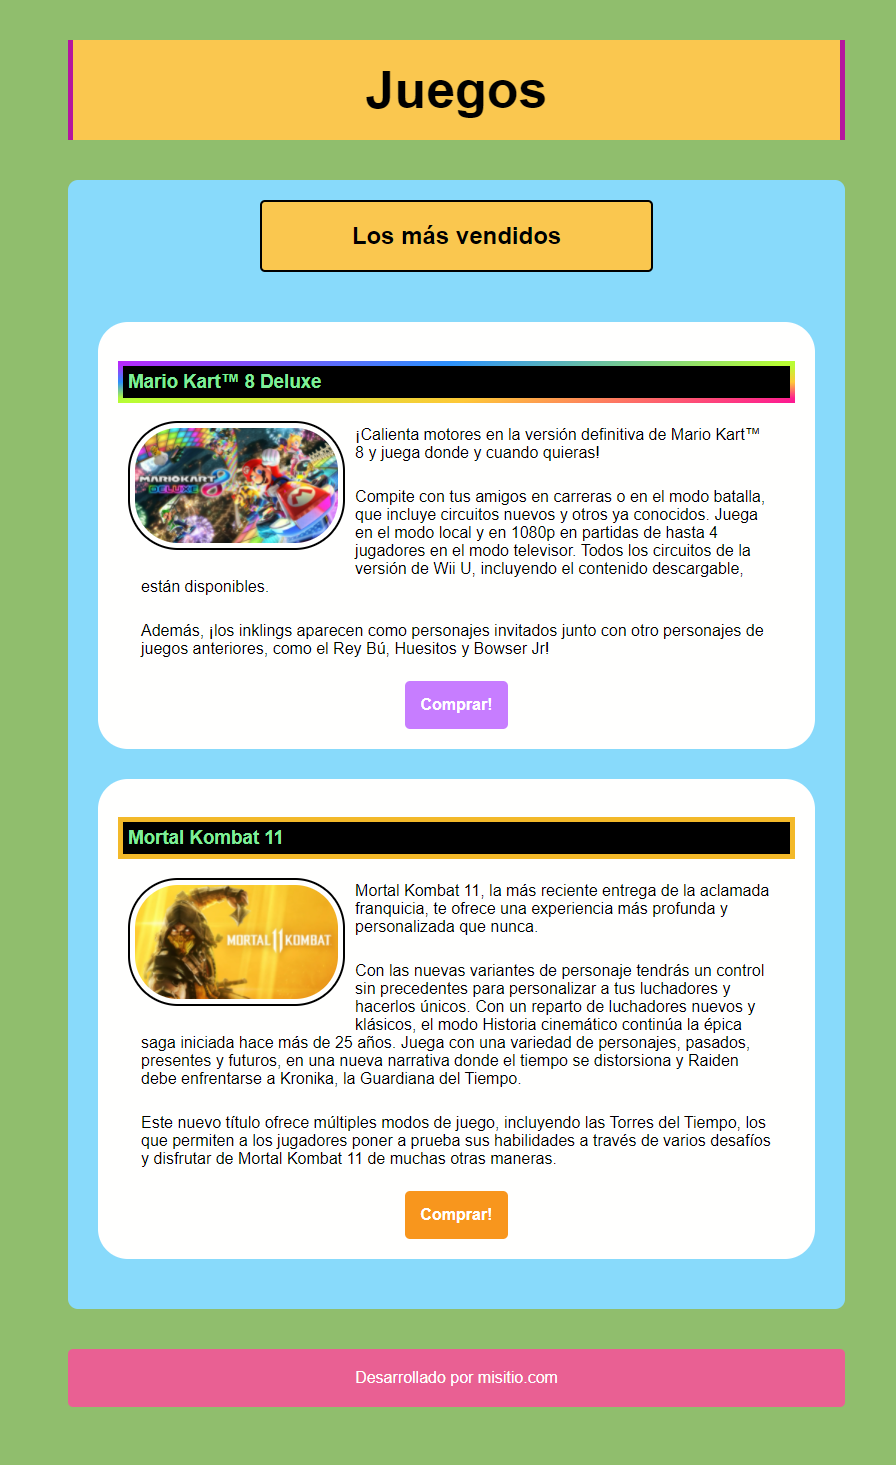 Juegos
Los más vendidos
Mario Kart™ 8 Deluxe
MARIOKART 8
DELUXE
¡Calienta motores en la versión definitiva de Mario Kart™
8 y juega donde y cuando quieras!
Compite con tus amigos en carreras o en el modo batalla,
que incluye circuitos nuevos y otros ya conocidos. Juega
en el modo local y en 1080p en partidas de hasta 4
jugadores en el modo televisor. Todos los circuitos de la
versión de Wii U, incluyendo el contenido descargable,
están disponibles.
Además, ¡los inklings aparecen como personajes invitados junto con otro personajes de
juegos anteriores, como el Rey Bú, Huesitos y Bowser Jr!
Comprar!
Mortal Kombat 11
MORTAL 11 KOMBAT
Mortal Kombat 11, la más reciente entrega de la aclamada
franquicia, te ofrece una experiencia más profunda y
personalizada que nunca.
Con las nuevas variantes de personaje tendrás un control
sin precedentes para personalizar a tus luchadores y
hacerlos únicos. Con un reparto de luchadores nuevos y
klásicos, el modo Historia cinemático continúa la épica
saga iniciada hace más de 25 años. Juega con una variedad de personajes, pasados,
presentes y futuros, en una nueva narrativa donde el tiempo se distorsiona y Raiden
debe enfrentarse a Kronika, la Guardiana del Tiempo.
Este nuevo título ofrece múltiples modos de juego, incluyendo las Torres del Tiempo, los
que permiten a los jugadores poner a prueba sus habilidades a través de varios desafíos
y disfrutar de Mortal Kombat 11 de muchas otras maneras.
Comprar!
Desarrollado por misitio.com